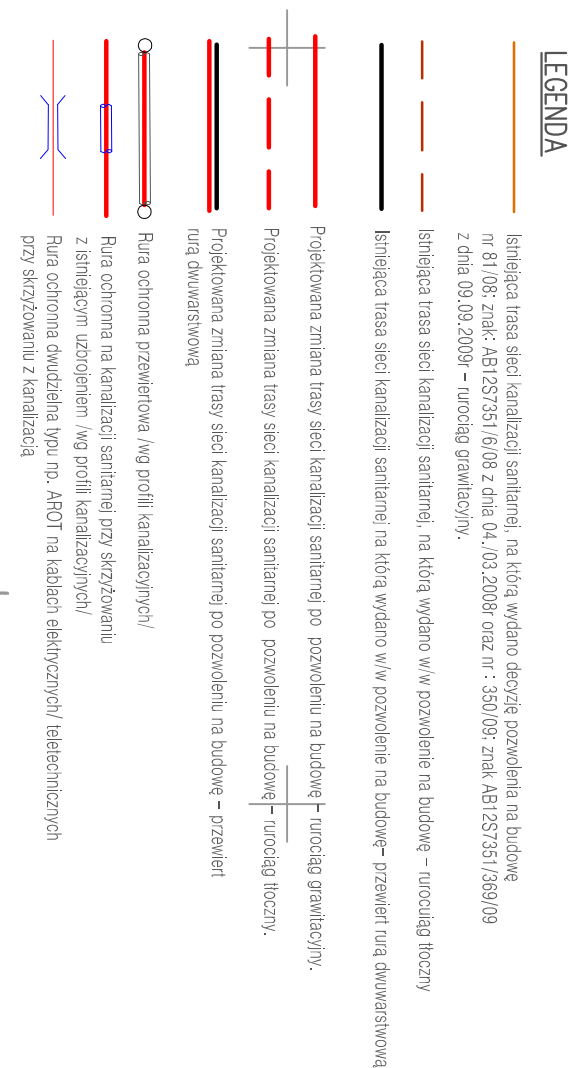 LEGENDA
Istniejąca trasa sieci kanalizacji sanitarnej, na którą wydano decyzję pozwolenia na budowę
nr 81/08; znak: AB12S7351/6/08 z dnia 04./03.2008r oraz nr : 350/09; znak AB12S7351/369/09
z dnia 09.09.2009r – rurociąg grawitacyjny.
Istniejąca trasa sieci kanalizacji sanitarnej, na którą wydano w/w pozwolenie na budowę – rurocuiąg tłoczny
Istniejąca trasa sieci kanalizacji sanitarnej na którą wydano w/w pozwolenie na budowę– przewiert rurą dwuwarstwową
Projektowana zmiana trasy sieci kanalizacji sanitarnej po pozwoleniu na budowę – rurociąg grawitacyjny.
Projektowana zmiana trasy sieci kanalizacji sanitarnej po pozwoleniu na budowę – rurociąg tłoczny.
Projektowana zmiana trasy sieci kanalizacji sanitarnej po pozwoleniu na budowę – przewiert
rurą dwuwarstwową
Rura ochronna przewiertowa /wg profili kanalizacyjnych/
Rura ochronna na kanalizacji sanitarnej przy skrzyżowaniu
z istniejącym uzbrojeniem /wg profili kanalizacyjnych/
Rura ochronna dwudzielna typu np. AROT na kablach elektrycznych/ teletechnicznych
przy skrzyżowaniu z kanalizacją